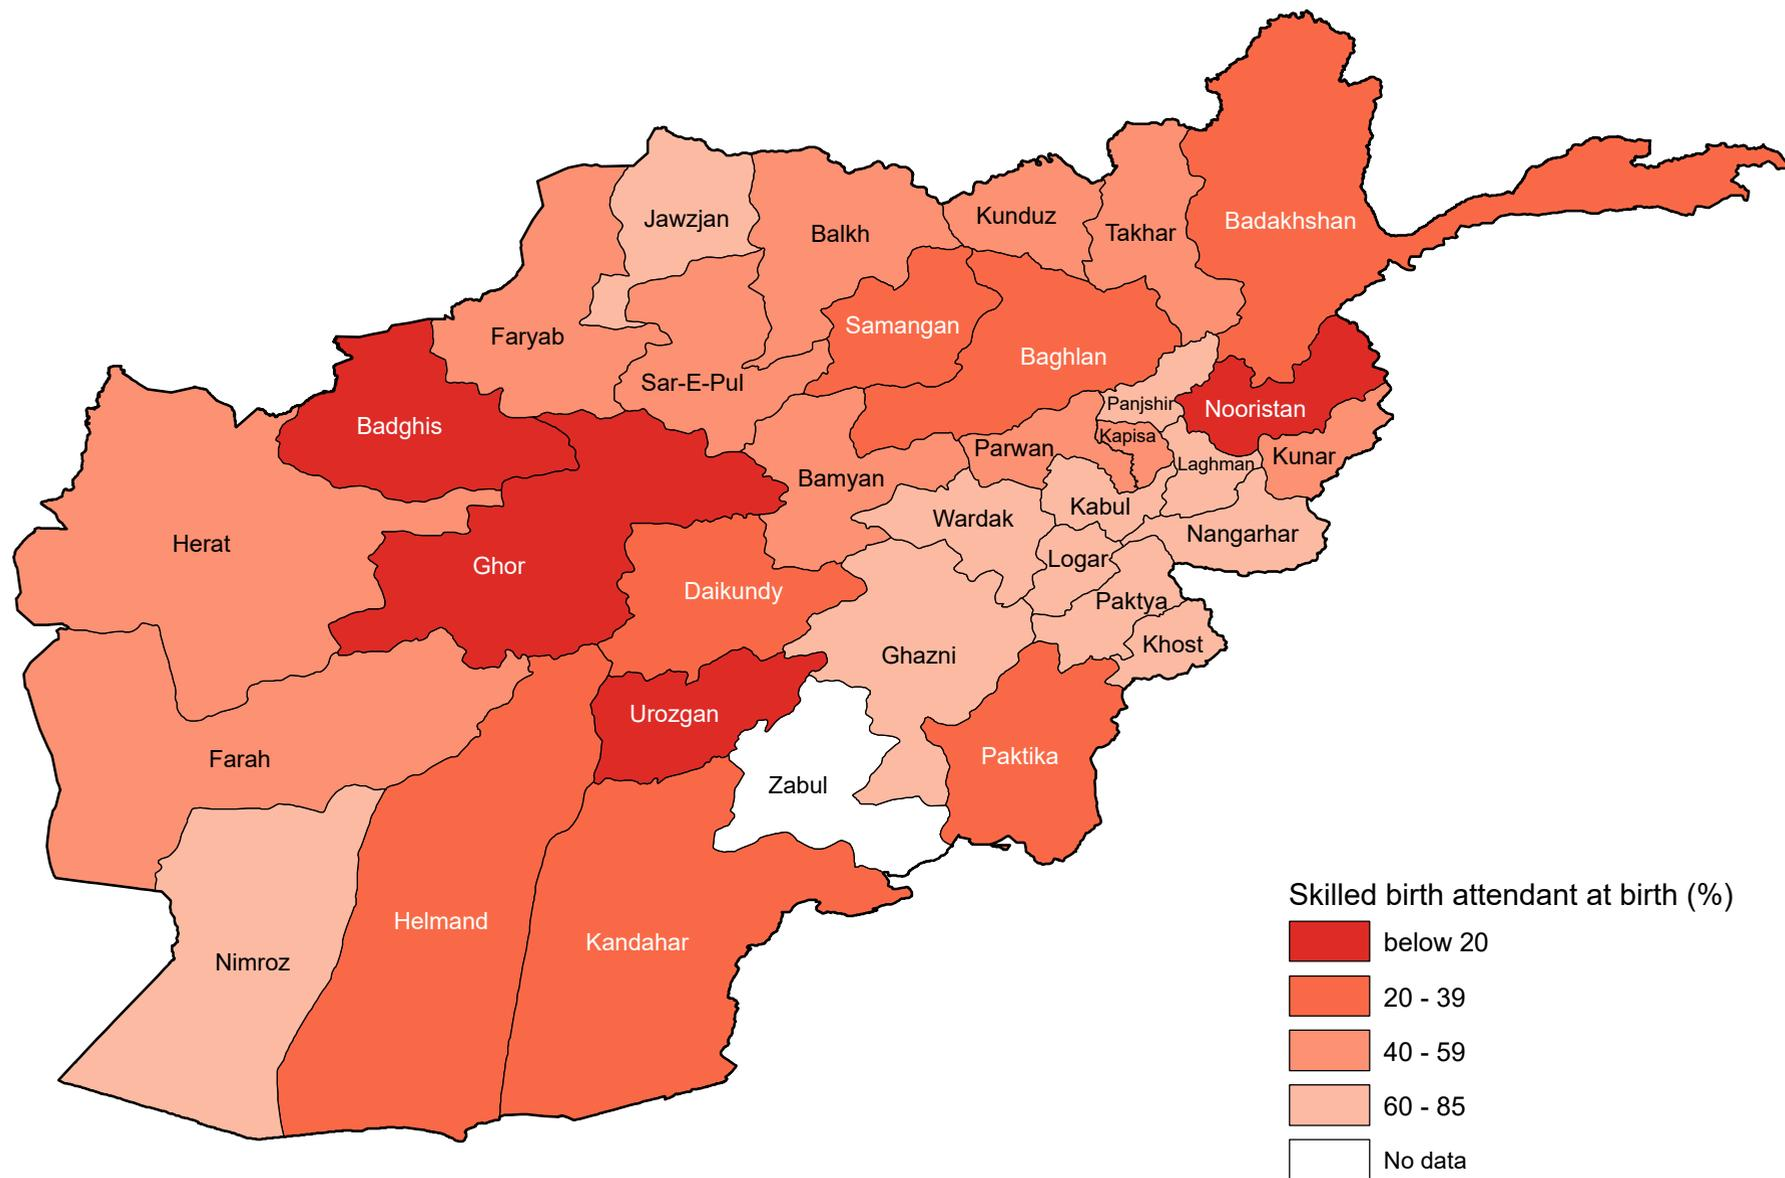 Jawzjan
Balkh
Kunduz
Takhar
Badakhshan
Faryab
Samangan
Baghlan
Sar-E-Pul
Badghis
Panjshir
Nooristan
Parwan
Kapisa
Laghman
Kunar
Bamyan
Wardak
Kabul
Nangarhar
Herat
Ghor
Daikundy
Logar
Paktya
Khost
Ghazni
Urozgan
Farah
Zabul
Paktika
Helmand
Kandahar
Nimroz
Skilled birth attendant at birth (%)
below 20
20 - 39
40 - 59
60 - 85
No data